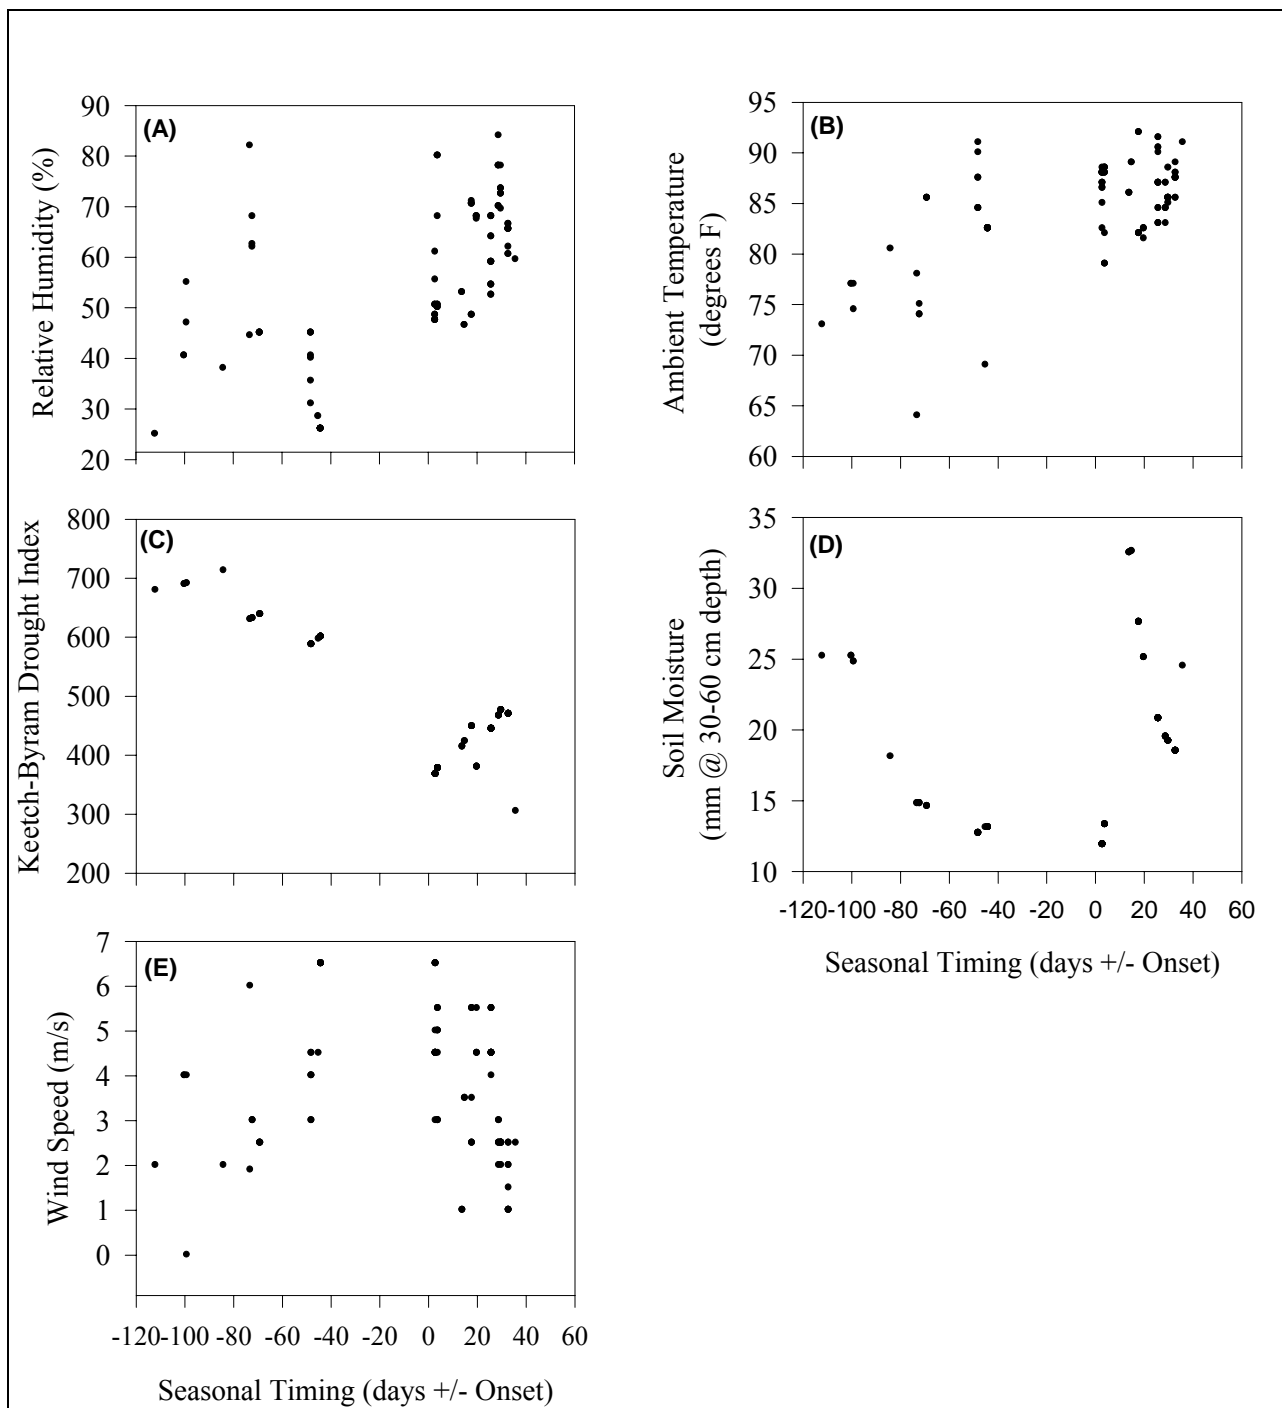 (A)
90
80
70
60
50
40
30
20
Relative Humidity (%)
(B)
95
90
85
80
75
70
65
60
Ambient Temperature
(degrees F)
(C)
800
700
600
500
400
300
200
Keetch-Byram Drought Index
(D)
35
30
25
20
15
10
Soil Moisture
(mm @ 30-60 cm depth)
-120-100 -80 -60 -40 0 20 40 60
Seasonal Timing (days +/- Onset)
(E)
7
6
5
4
3
2
1
0
Wind Speed (m/s)
-120-100 -80 -60 -40 0 20 40 60
Seasonal Timing (days +/- Onset)